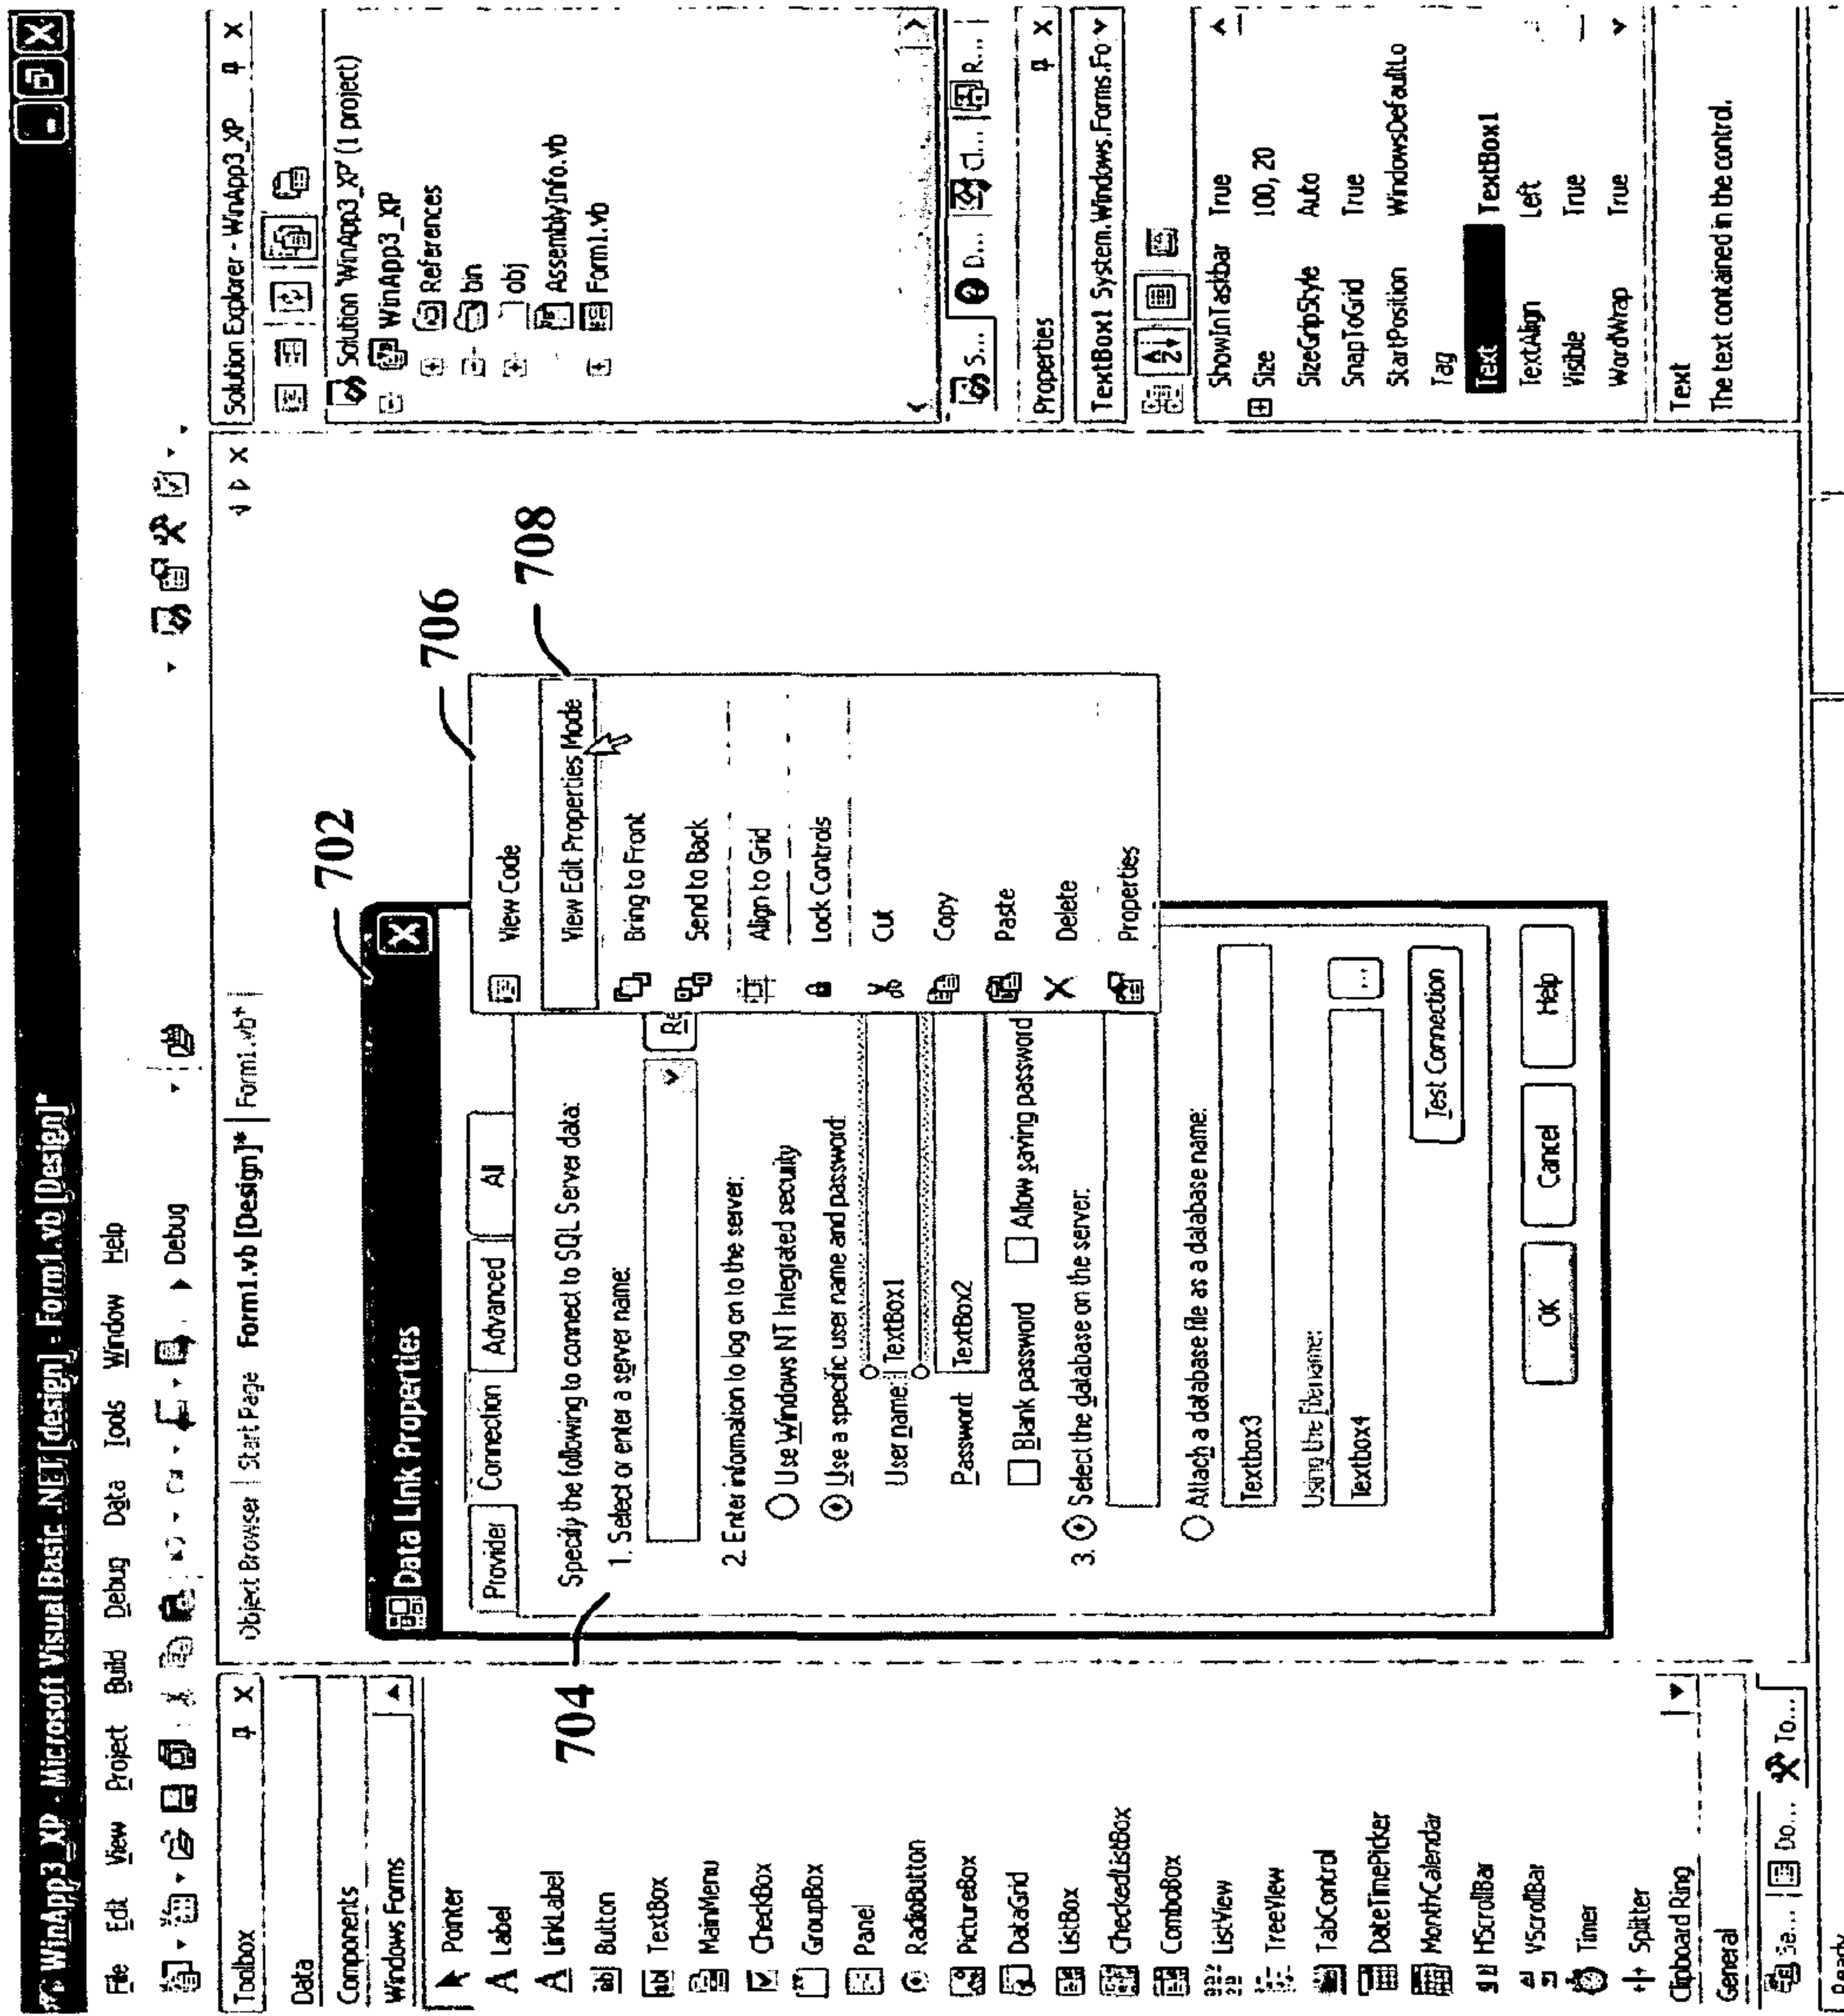 WinApp3_XP - Microsoft Visual Basic .NET [design] - Form1.vb [Design]*
File Edit View Project Build Debug Data Tools Window Help
Debug
Toolbox
Data
Components
Windows Forms
Pointer
Label
LinkLabel
Button
TextBox
MainMenu
CheckBox
GroupBox
Panel
RadioButton
PictureBox
DataGrid
ListBox
CheckedListBox
ComboBox
ListView
TreeView
TabControl
DateTimePicker
MonthCalendar
HScrollBar
VScrollBar
Timer
Splitter
Clipboard Ring
General
Se... Do... To...
Ready
Object Browser Start Page Form1.vb [Design]* Form1.vb*
702
704
706
708
Data Link Properties
Provider Connection Advanced All
Specify the following to connect to SQL Server data:
1. Select or enter a server name:
Re
2. Enter information to log on to the server:
Use Windows NT Integrated security
Use a specific user name and password:
User name: TextBox1
Password TextBox2
Blank password Allow saving password
3. Select the database on the server:
Attach a database file as a database name:
Textbox3
Using the filename:
Textbox4
...
Test Connection
OK Cancel Help
View Code
View Edit Properties Mode
Bring to Front
Send to Back
Align to Grid
Lock Controls
Cut
Copy
Paste
Delete
Properties
Solution Explorer - WinApp3_XP
Solution 'WinApp3_XP' (1 project)
WinApp3_XP
References
bin
obj
AssemblyInfo.vb
Form1.vb
S... D... Cl... R...
Properties
TextBox1 System.Windows.Forms.Fo
ShowInTaskbar True
Size 100, 20
SizeGripStyle Auto
SnapToGrid True
StartPosition WindowsDefaultLo
Tag
Text TextBox1
TextAlign Left
Visible True
WordWrap True
Text
The text contained in the control.